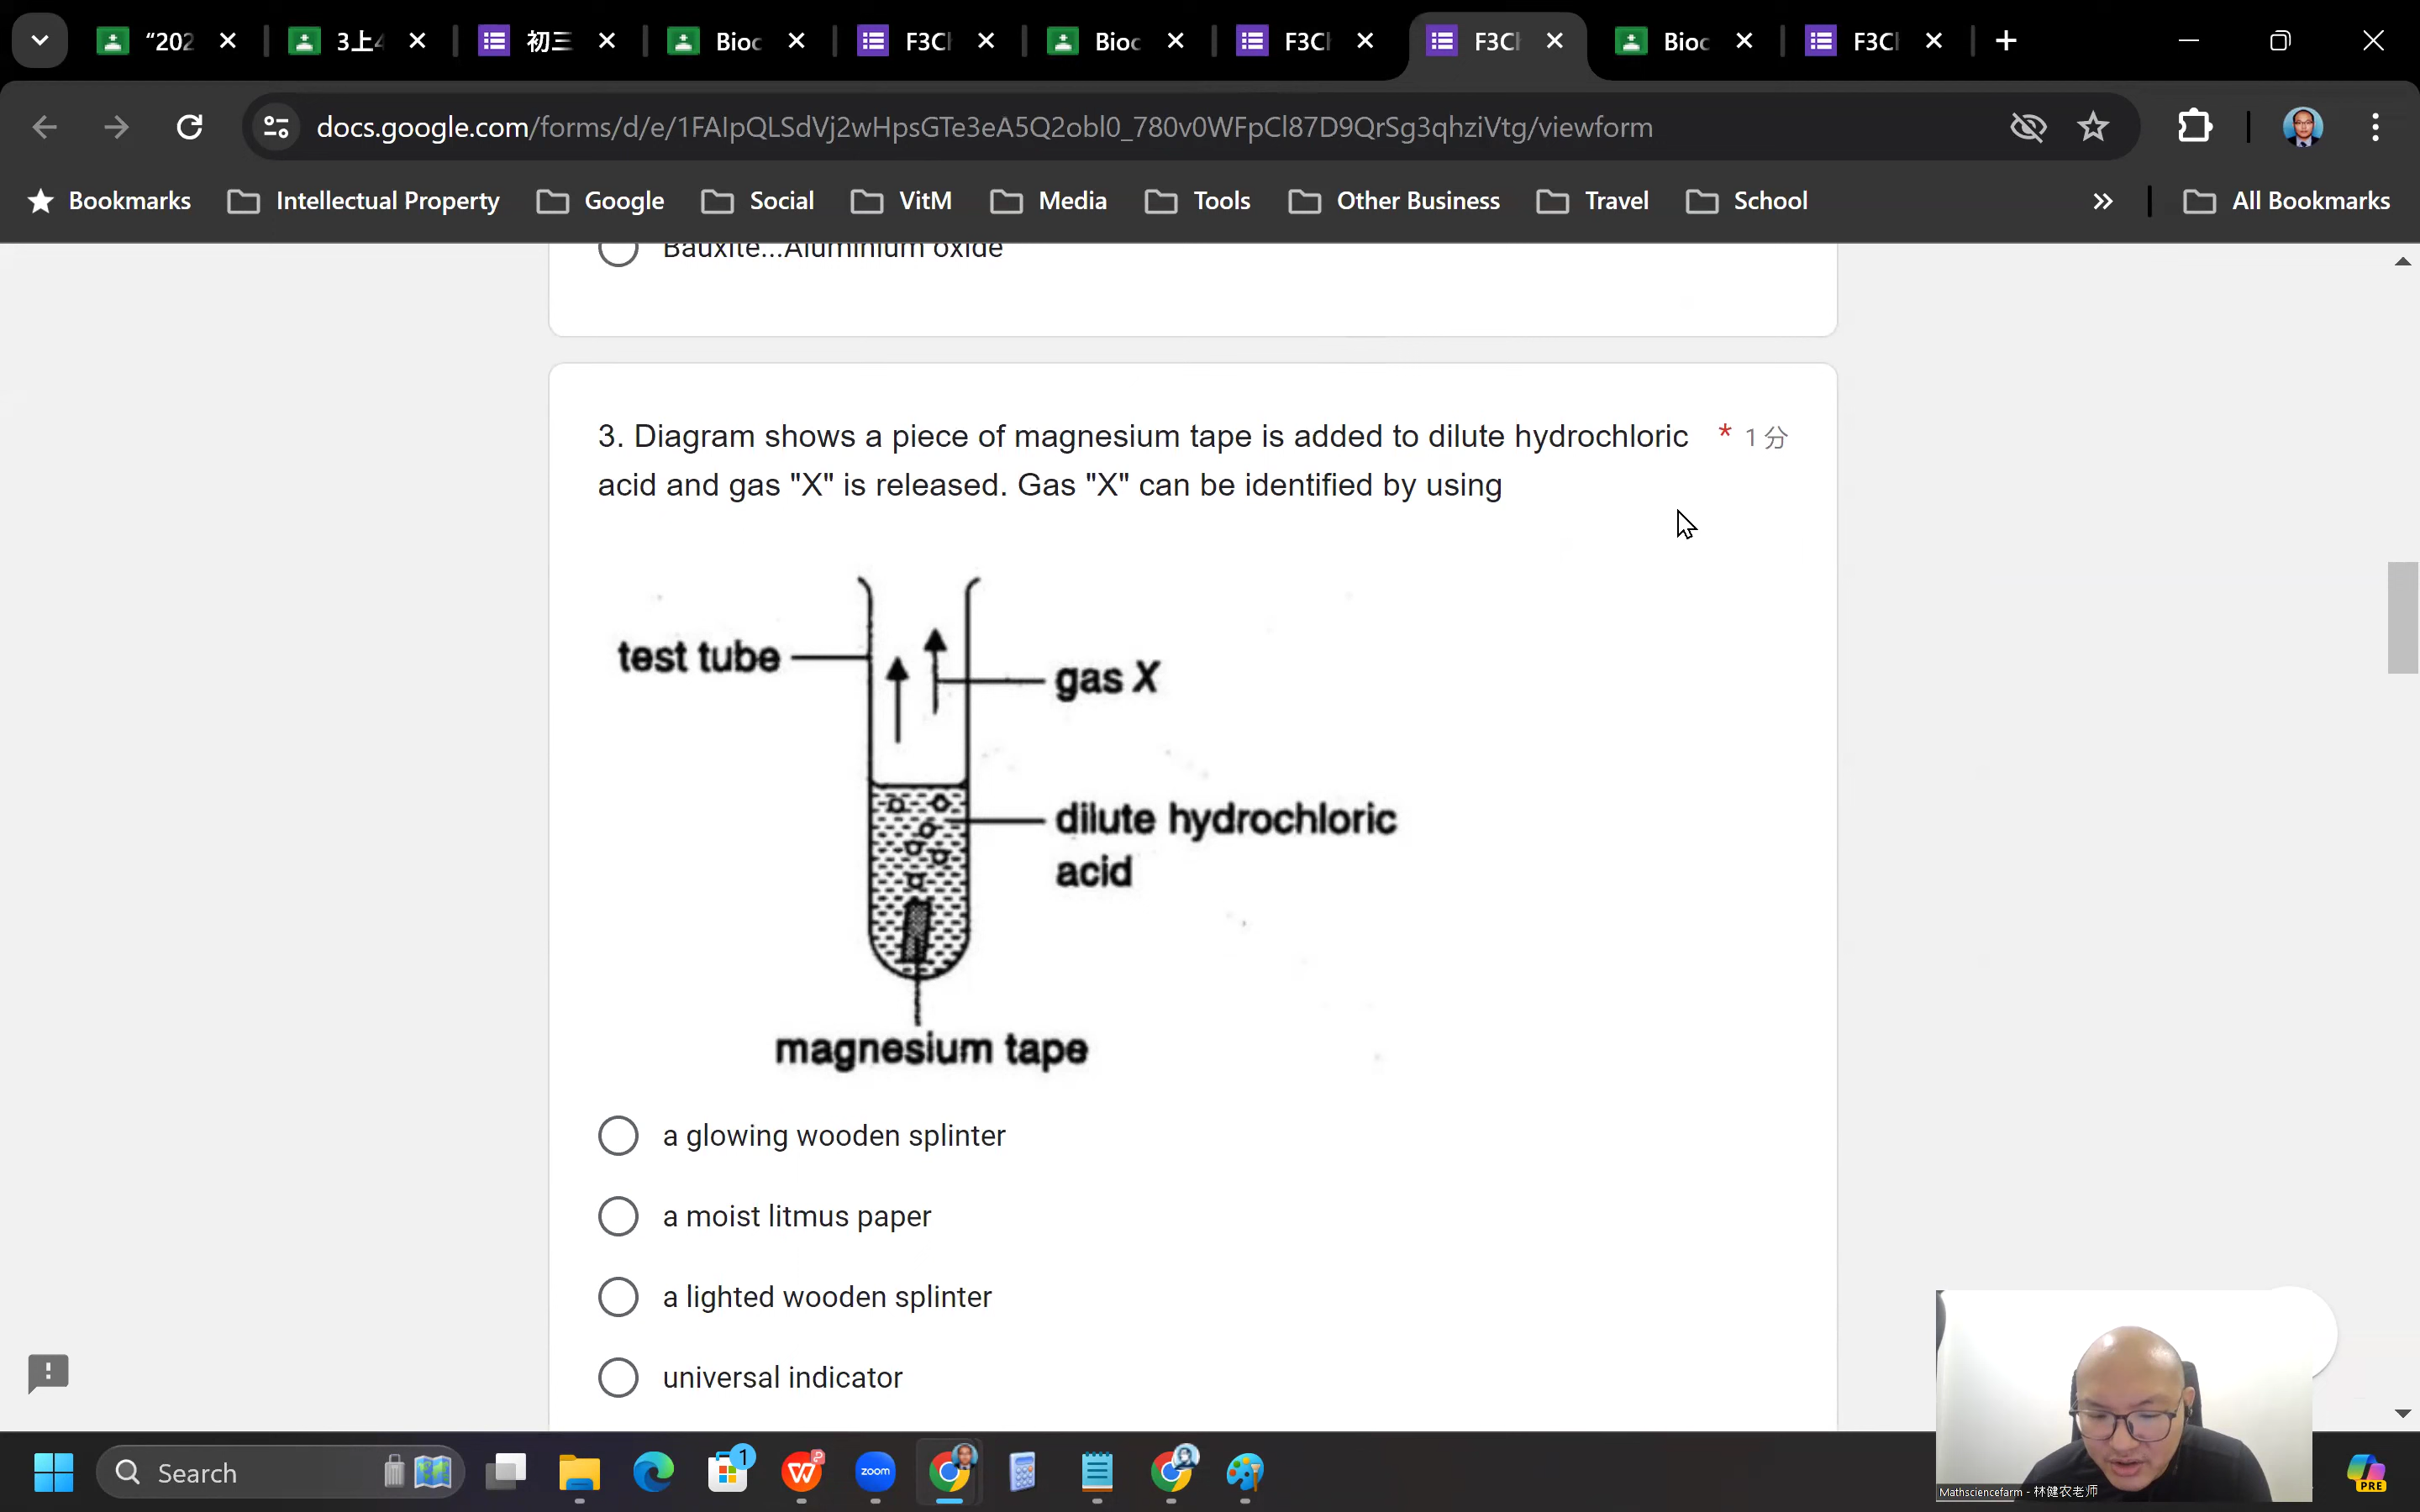 “202
3上4
初三
Bioc
F3Cl
Bioc
F3Cl
F3Cl
Bioc
F3Cl
docs.google.com/forms/d/e/1FAIpQLSdVj2wHpsGTe3eA5Q2obl0_780v0WFpCl87D9QrSg3qhziVtg/viewform
Bookmarks
Intellectual Property
Google
Social
VitM
Media
Tools
Other Business
Travel
School
All Bookmarks
Bauxite...Aluminium oxide
3. Diagram shows a piece of magnesium tape is added to dilute hydrochloric * 1 分
acid and gas "X" is released. Gas "X" can be identified by using
test tube
gas X
dilute hydrochloric
acid
magnesium tape
a glowing wooden splinter
a moist litmus paper
a lighted wooden splinter
universal indicator
Mathsciencefarm - 林健农老师
Search
1
zoom
PRE